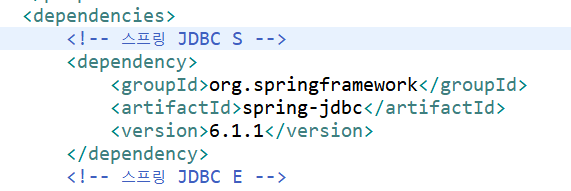 <dependencies>
<!-- 스프링 JDBC S -->
<dependency>
<groupId>org.springframework</groupId>
<artifactId>spring-jdbc</artifactId>
<version>6.1.1</version>
</dependency>
<!-- 스프링 JDBC E -->